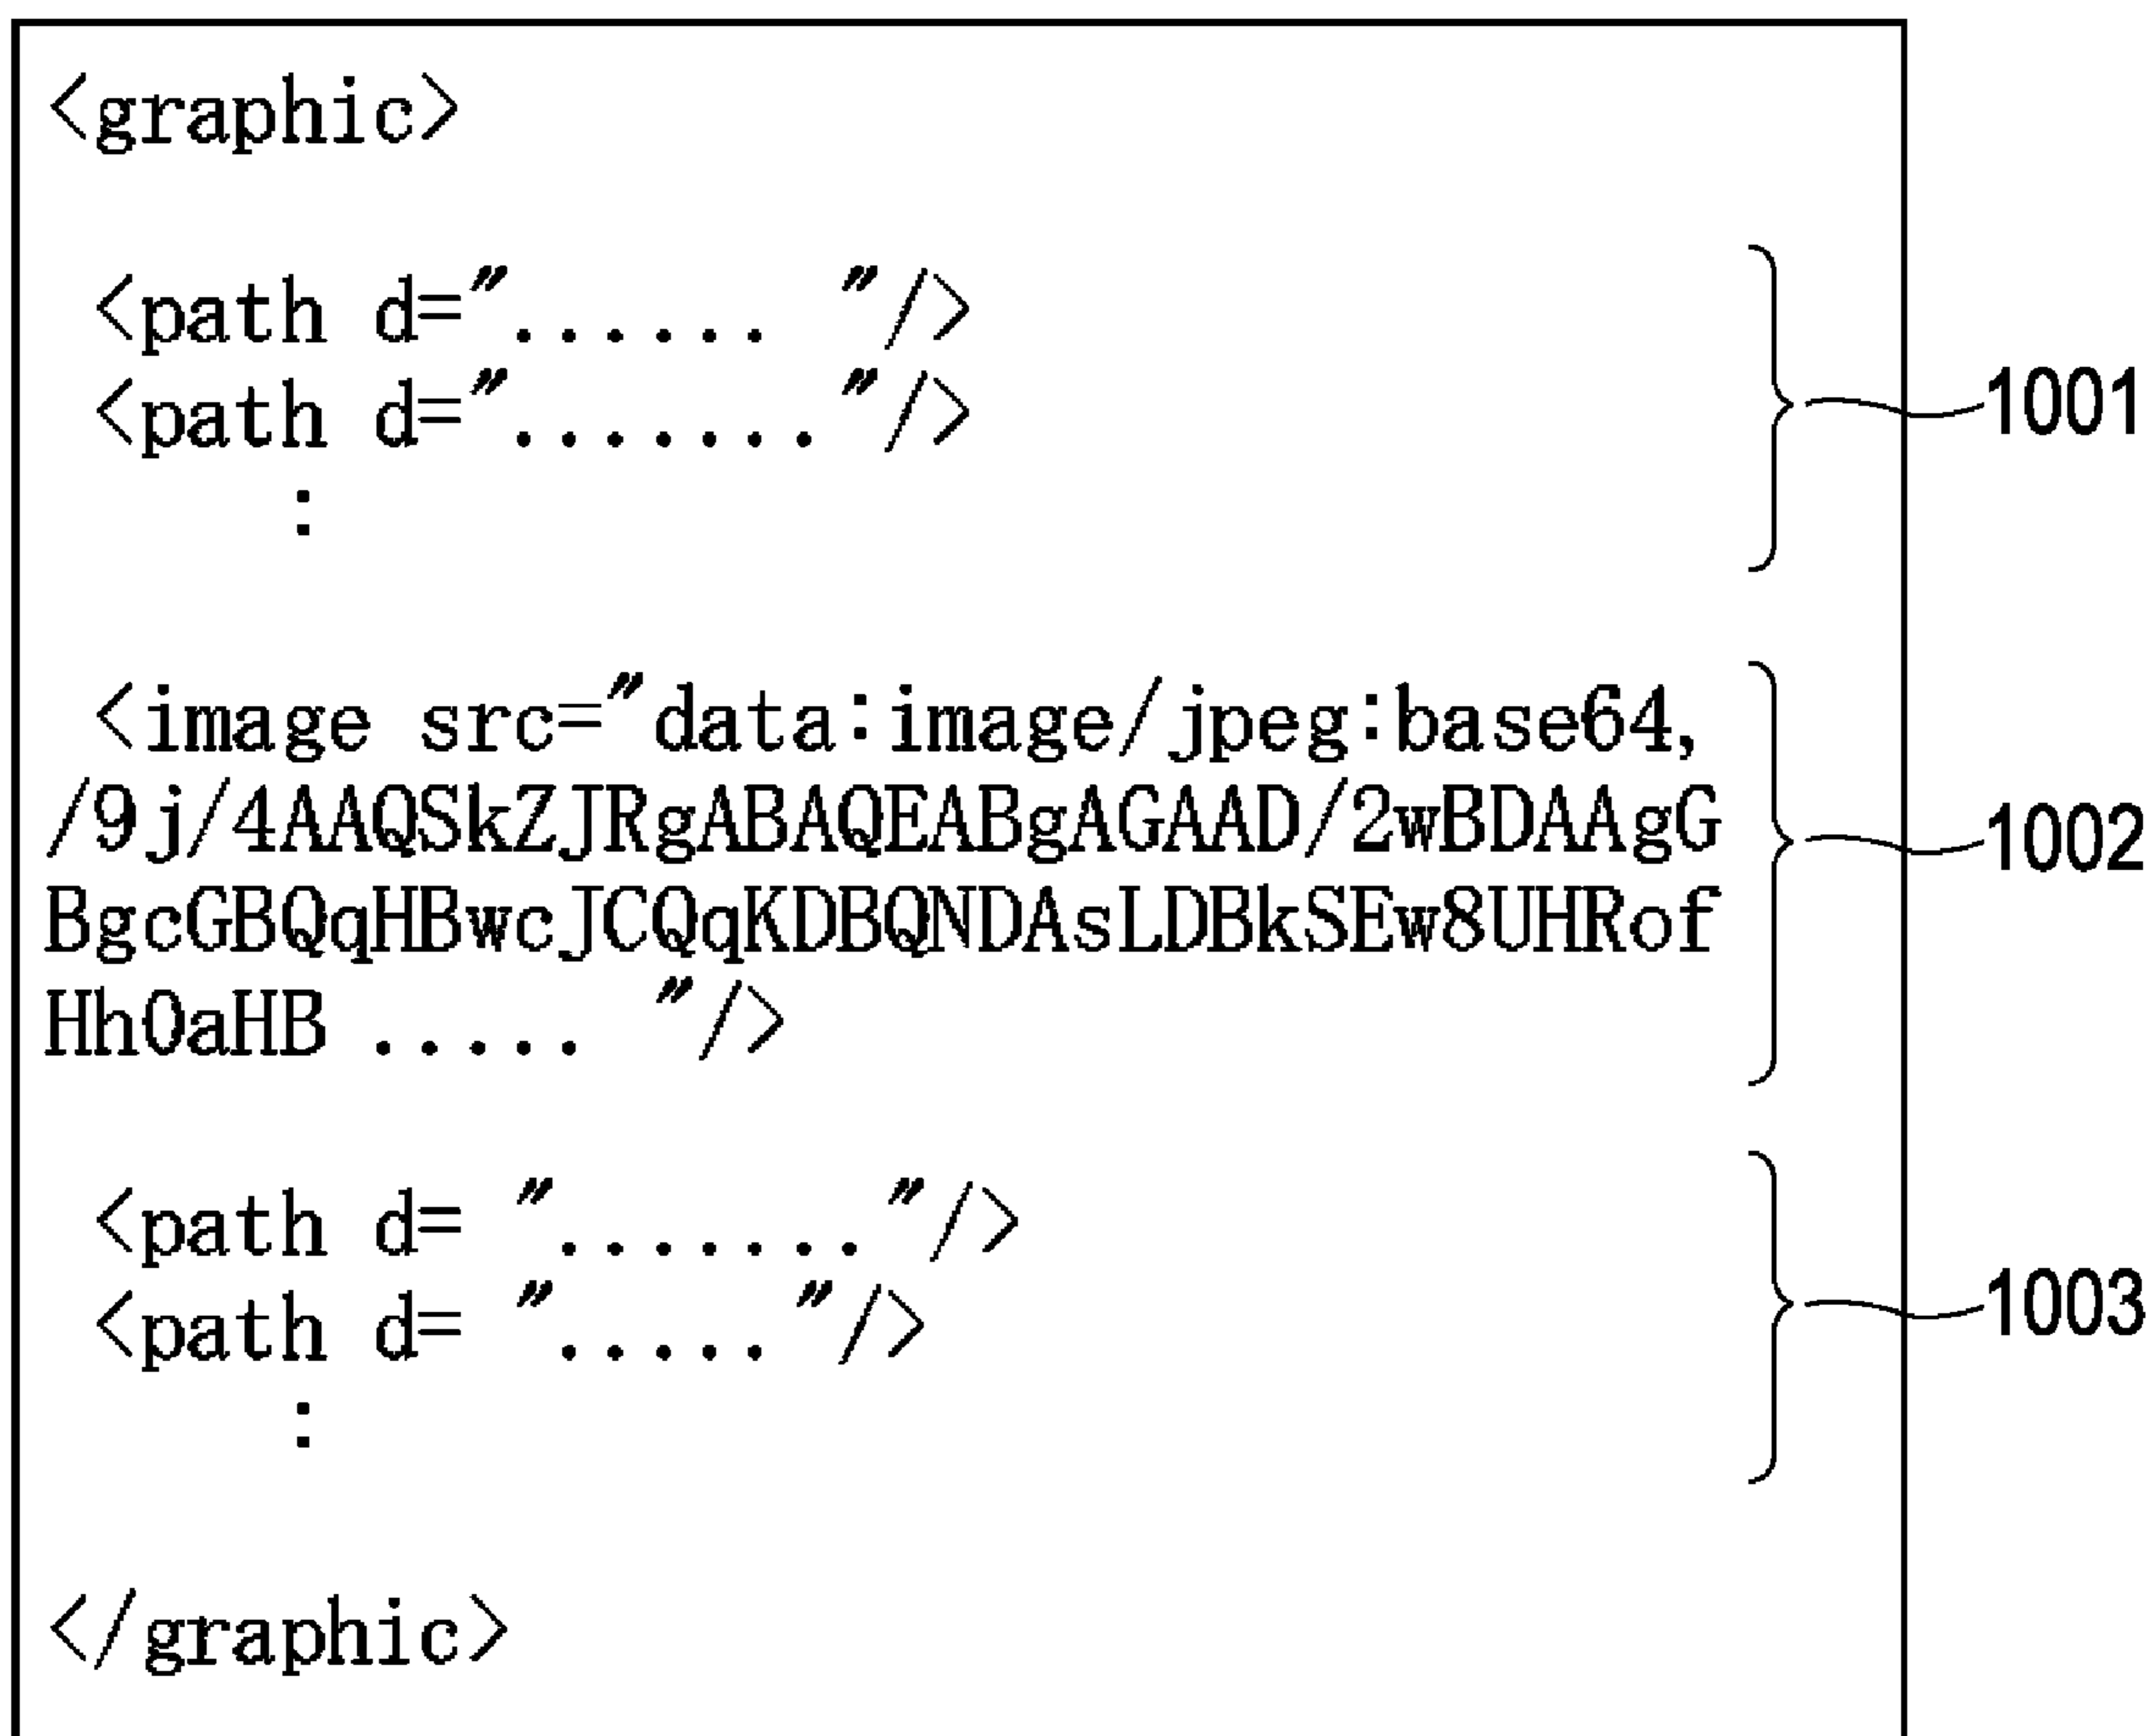 <graphic>
<path d="...... "/>
<path d="......."/>
:
1001
<image src="data:image/jpeg:base64,
/9j/4AAQSkZJRgABAQEABgAGAAD/2wBDAAgG
BgcGBQqHBwcJCQqKDBQNDAsLDBkSEw8UHRof
Hh0aHB ..... "/>
1002
<path d= "......."/>
<path d= "....."/>
:
1003
</graphic>